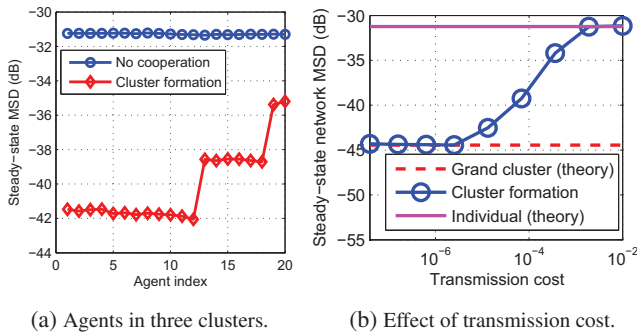 Steady-state MSD (dB)
−30
−32
−34
−36
−38
−40
−42
−44
No cooperation
Cluster formation
0
5
10
15
20
Agent index
(a) Agents in three clusters.
Steady-state network MSD (dB)
−30
−35
−40
−45
−50
−55
Grand cluster (theory)
Cluster formation
Individual (theory)
10−6
10−4
10−2
Transmission cost
(b) Effect of transmission cost.